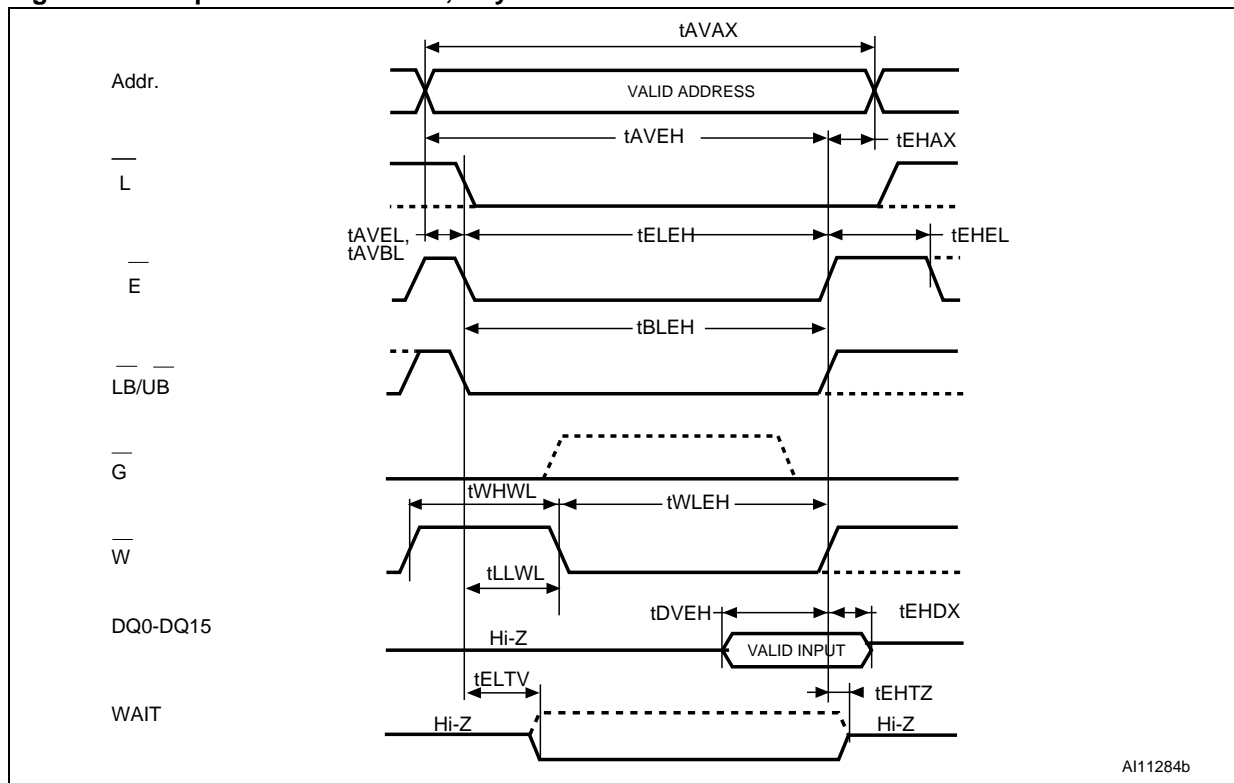 tAVAX
Addr.
VALID ADDRESS
tAVEH
tEHAX
L
tAVEL,
tAVBL
tELEH
tEHEL
E
tBLEH
LB/UB
G
tWHWL
tWLEH
W
tLLWL
tDVEH
tEHDX
DQ0-DQ15
Hi-Z
VALID INPUT
tELTV
tEHTZ
WAIT
Hi-Z
Hi-Z
AI11284b